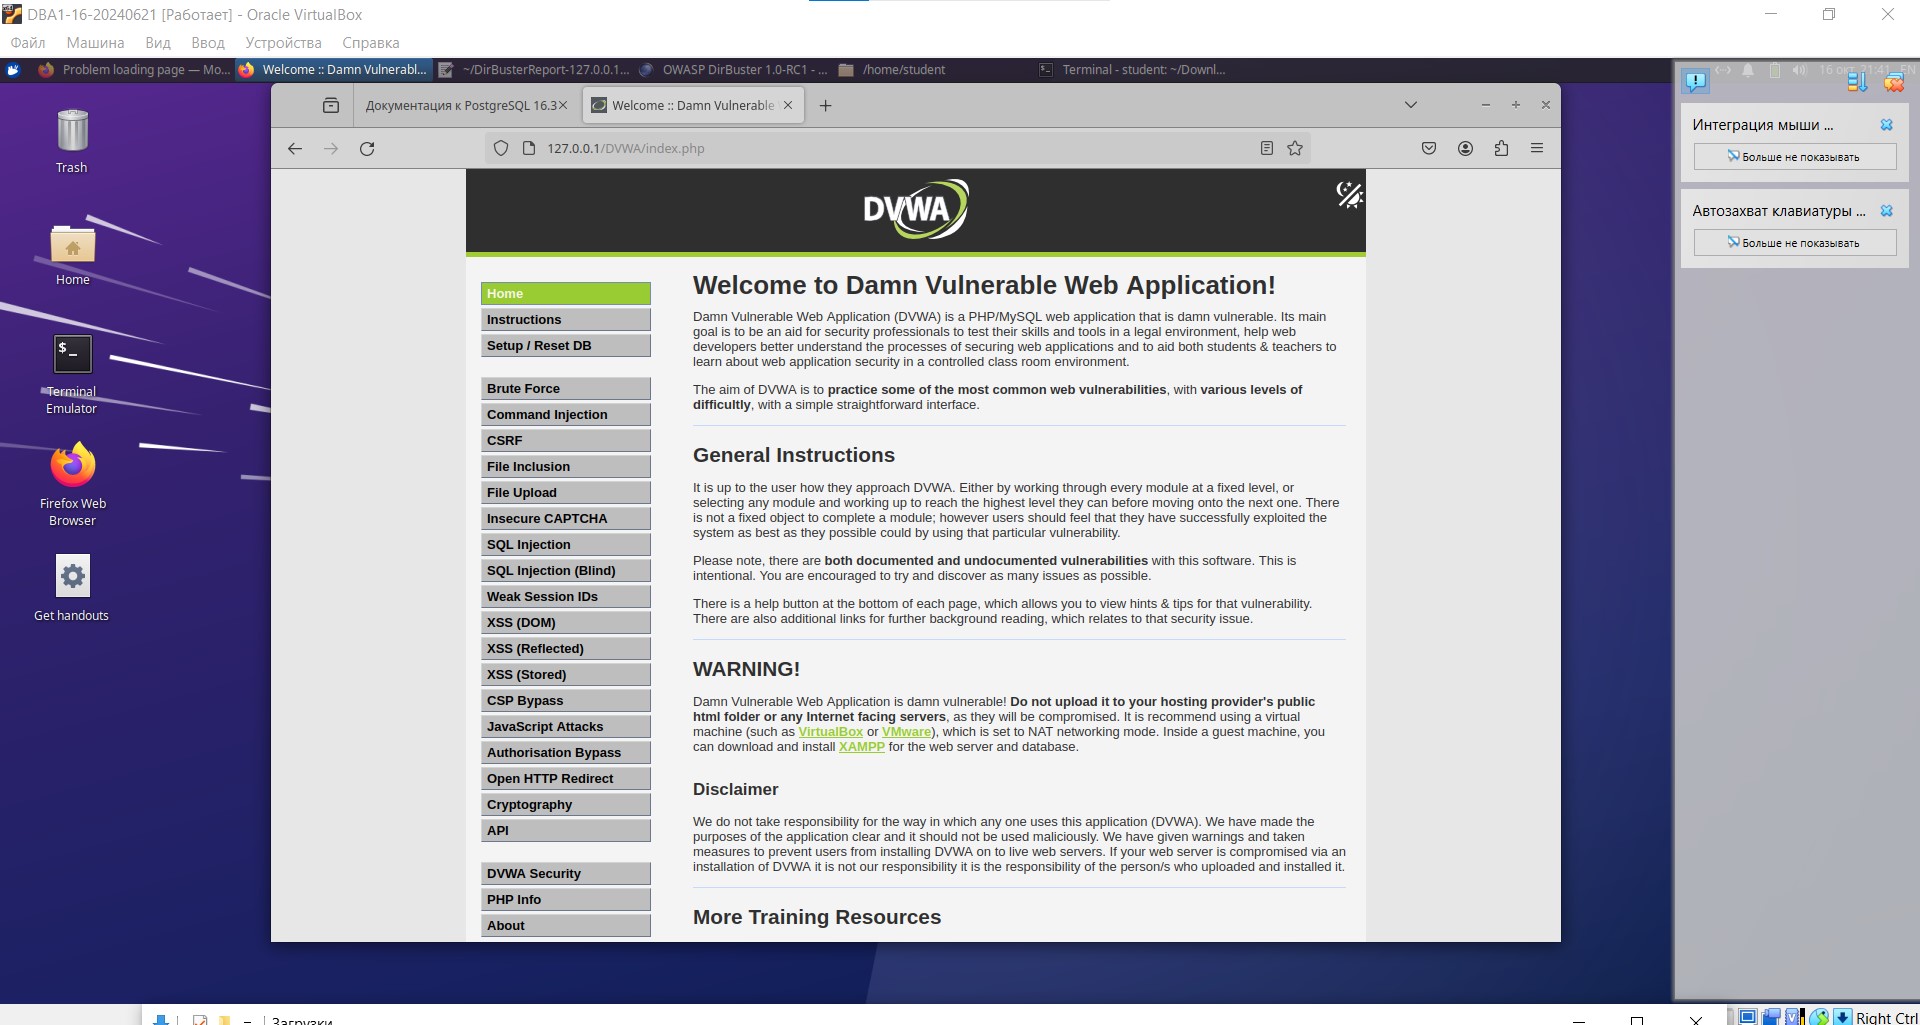 DBA1-16-20240621 [Работает] - Oracle VirtualBox
Файл Машина Вид Ввод Устройства Справка
Problem loading page — Mo... Welcome :: Damn Vulnerabl... ~/DirBusterReport-127.0.0.1... OWASP DirBuster 1.0-RC1 - ... /home/student Terminal - student: ~/Downl... 16 окт, 21:41 EN
Trash
Home
Terminal
Emulator
Firefox Web
Browser
Get handouts
Документация к PostgreSQL 16.3 Welcome :: Damn Vulnerable
127.0.0.1/DVWA/index.php
DVWA
Home
Instructions
Setup / Reset DB
Brute Force
Command Injection
CSRF
File Inclusion
File Upload
Insecure CAPTCHA
SQL Injection
SQL Injection (Blind)
Weak Session IDs
XSS (DOM)
XSS (Reflected)
XSS (Stored)
CSP Bypass
JavaScript Attacks
Authorisation Bypass
Open HTTP Redirect
Cryptography
API
DVWA Security
PHP Info
About
Welcome to Damn Vulnerable Web Application!
Damn Vulnerable Web Application (DVWA) is a PHP/MySQL web application that is damn vulnerable. Its main
goal is to be an aid for security professionals to test their skills and tools in a legal environment, help web
developers better understand the processes of securing web applications and to aid both students & teachers to
learn about web application security in a controlled class room environment.
The aim of DVWA is to practice some of the most common web vulnerabilities, with various levels of
difficultly, with a simple straightforward interface.
General Instructions
It is up to the user how they approach DVWA. Either by working through every module at a fixed level, or
selecting any module and working up to reach the highest level they can before moving onto the next one. There
is not a fixed object to complete a module; however users should feel that they have successfully exploited the
system as best as they possible could by using that particular vulnerability.
Please note, there are both documented and undocumented vulnerabilities with this software. This is
intentional. You are encouraged to try and discover as many issues as possible.
There is a help button at the bottom of each page, which allows you to view hints & tips for that vulnerability.
There are also additional links for further background reading, which relates to that security issue.
WARNING!
Damn Vulnerable Web Application is damn vulnerable! Do not upload it to your hosting provider's public
html folder or any Internet facing servers, as they will be compromised. It is recommend using a virtual
machine (such as VirtualBox or VMware), which is set to NAT networking mode. Inside a guest machine, you
can download and install XAMPP for the web server and database.
Disclaimer
We do not take responsibility for the way in which any one uses this application (DVWA). We have made the
purposes of the application clear and it should not be used maliciously. We have given warnings and taken
measures to prevent users from installing DVWA on to live web servers. If your web server is compromised via an
installation of DVWA it is not our responsibility it is the responsibility of the person/s who uploaded and installed it.
More Training Resources
Интеграция мыши ...
Больше не показывать
Автозахват клавиатуры ...
Больше не показывать
Загрузки
Right Ctrl